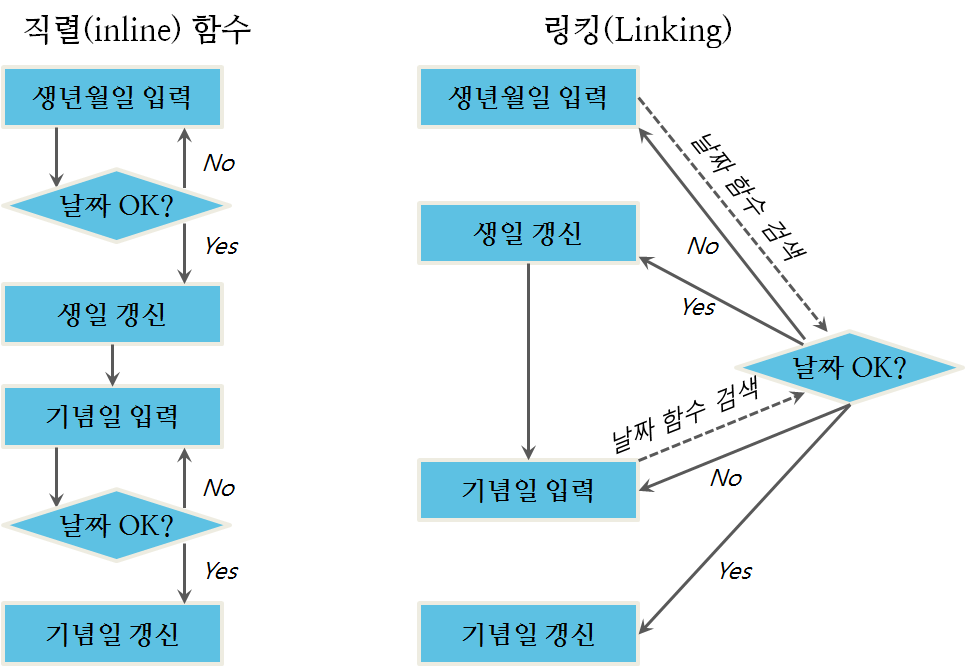 직렬(inline) 함수
생년월일 입력
No
날짜 OK?
Yes
생일 갱신
기념일 입력
No
날짜 OK?
Yes
기념일 갱신
링킹(Linking)
생년월일 입력
날짜 함수 검색
No
생일 갱신
Yes
날짜 OK?
날짜 함수 검색
기념일 입력
No
Yes
기념일 갱신